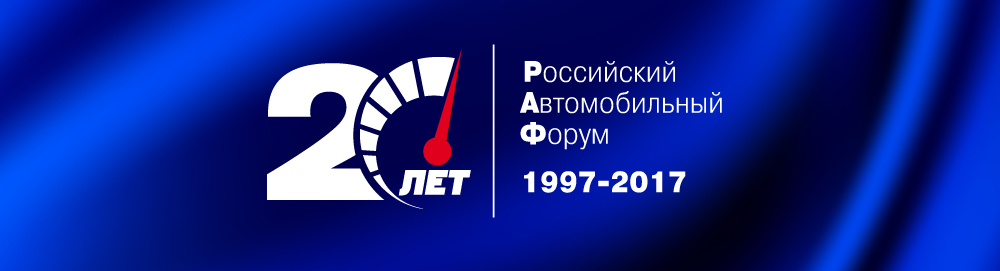 20
ЛЕТ
Российский
Автомобильный
Форум
1997-2017